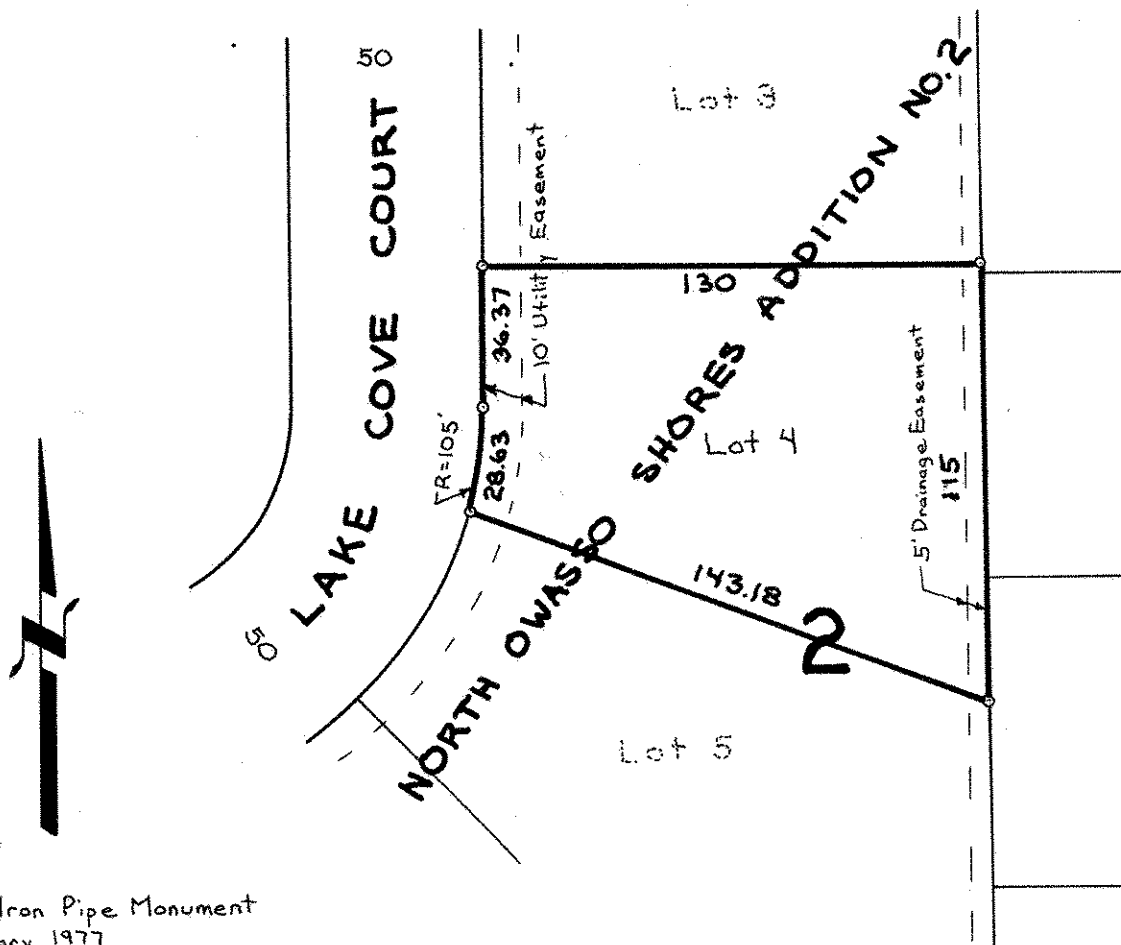 50
LAKE COVE COURT
50
Lot 3
10' Utility Easement
NORTH OWASSO SHORES ADDITION NO. 2
130
36.37
R=105'
28.63
Lot 4
5' Drainage Easement
115
143.18
2
Lot 5
Iron Pipe Monument
1977